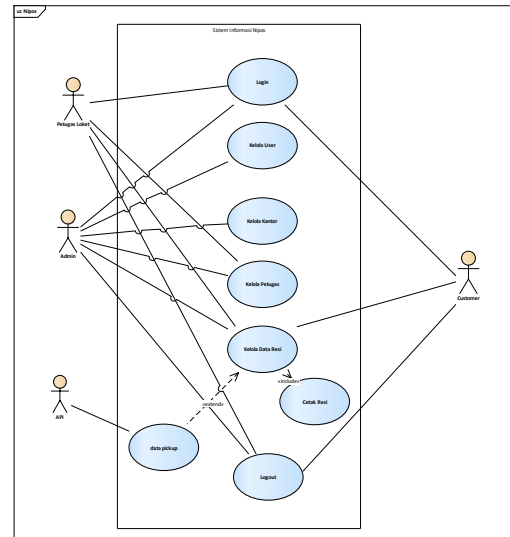 uc Nipos
Sistem Informasi Nipos
Login
Petugas Loket
Kelola User
Kelola Kantor
Admin
Kelola Petugas
Customer
Kelola Data Resi
«include»
Cetak Resi
«extend»
API
data pickup
Logout